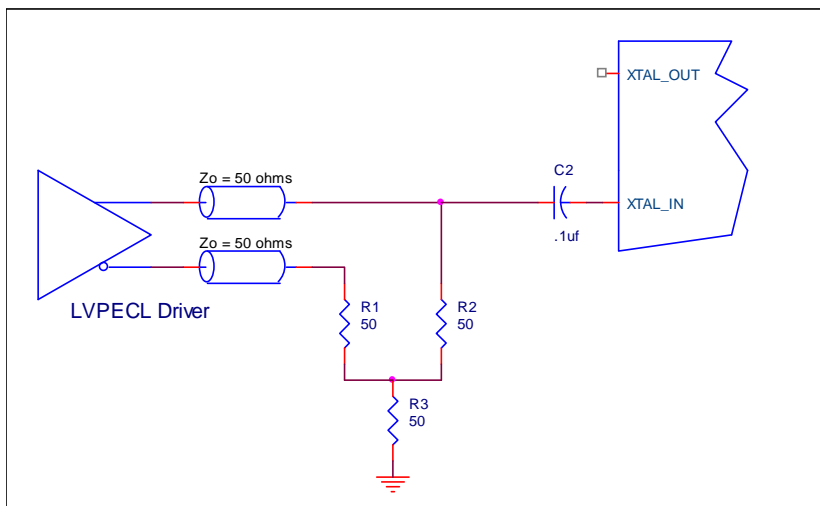 XTAL_OUT
Zo = 50 ohms
C2
XTAL_IN
.1uf
Zo = 50 ohms
LVPECL Driver
R1
50
R2
50
R3
50